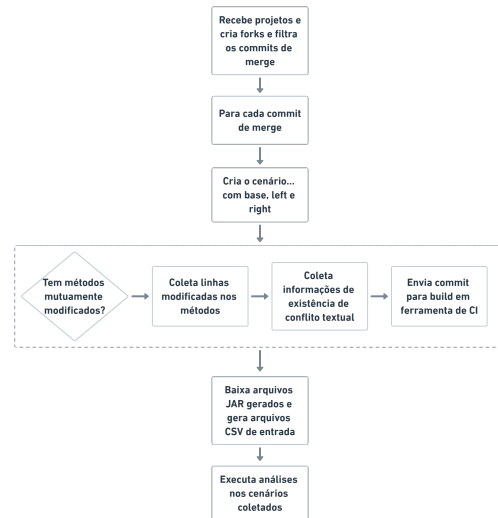 Recebe projetos e
cria forks e filtra
os commits de
merge
Para cada commit
de merge
Cria o cenário...
com base, left e
right
Tem métodos
mutuamente
modificados?
Coleta linhas
modificadas nos
métodos
Coleta
informações de
existência de
conflito textual
Envia commit
para build em
ferramenta de CI
Baixa arquivos
JAR gerados e
gera arquivos
CSV de entrada
Executa análises
nos cenários
coletados